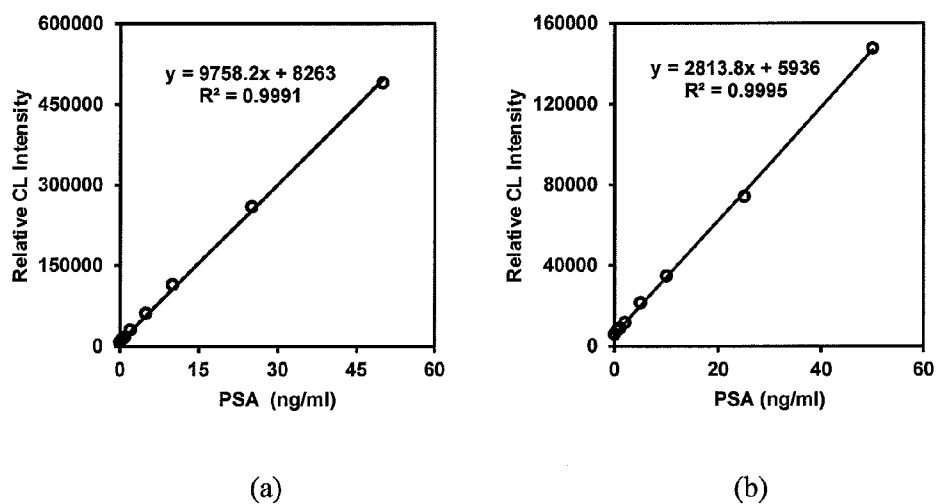 600000
450000
300000
150000
0
Relative CL Intensity
y = 9758.2x + 8263
R² = 0.9991
0 15 30 45 60
PSA (ng/ml)
(a)
160000
120000
80000
40000
0
Relative CL Intensity
y = 2813.8x + 5936
R² = 0.9995
0 20 40 60
PSA (ng/ml)
(b)